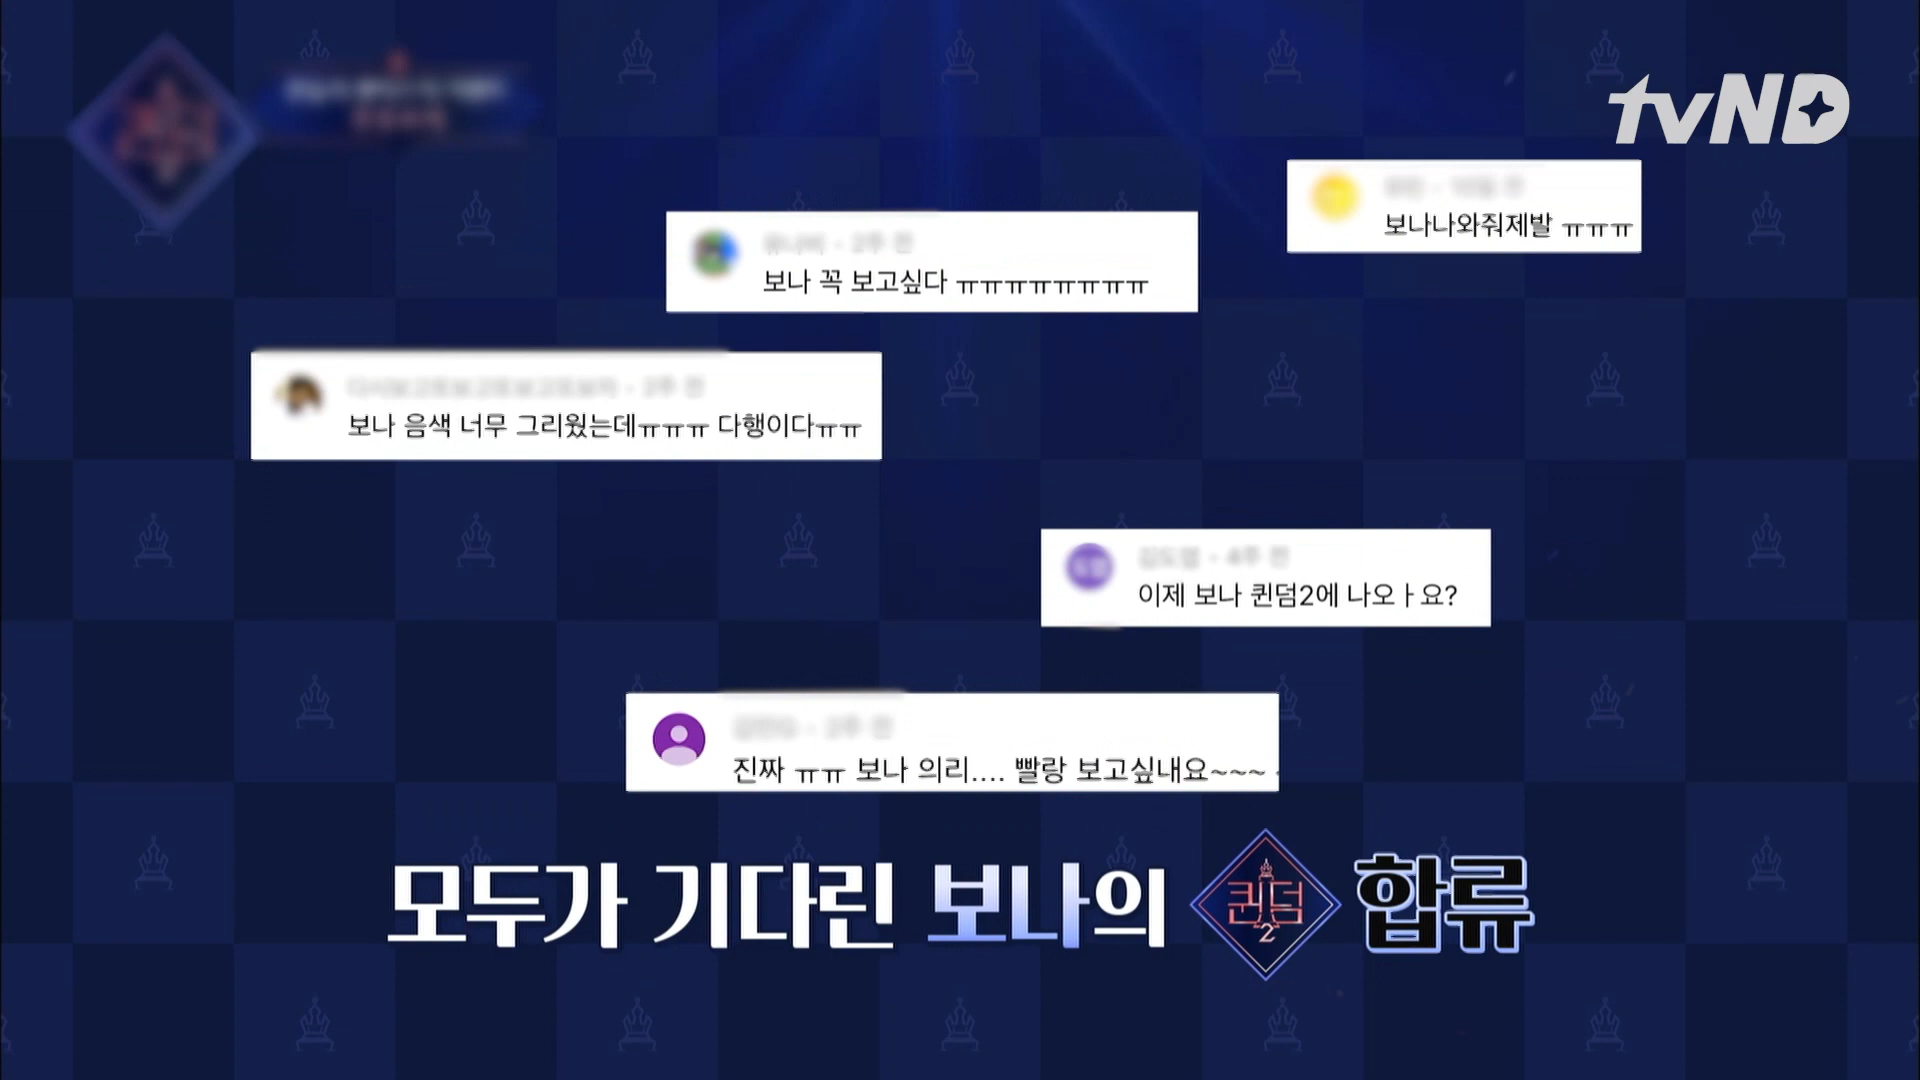 tvND
보나나와줘제발 ㅠㅠㅠ
보나 꼭 보고싶다 ㅠㅠㅠㅠㅠㅠㅠㅠ
보나 음색 너무 그리웠는데ㅠㅠㅠ 다행이다ㅠㅠ
이제 보나 퀸덤2에 나오ㅏ요?
진짜 ㅠㅠ 보나 의리.... 빨랑 보고싶내요~~~
모두가 기다린 보나의 퀸덤2 합류